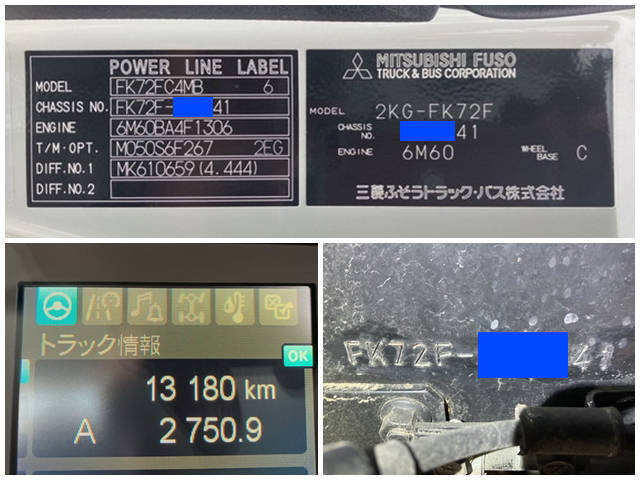 POWER LINE LABEL
MODEL FK72FC4MB 6
CHASSIS NO. FK72F- 41
ENGINE 6M60BA4F1306
T/M・OPT. M050S6F267 2EG
DIFF.NO.1 MK610659(4.444)
DIFF.NO.2
MITSUBISHI FUSO
TRUCK & BUS CORPORATION
MODEL 2KG-FK72F
CHASSIS NO. 41
ENGINE 6M60 WHEEL BASE C
三菱ふそうトラック・バス株式会社
トラック情報
OK
13 180 km
A 2 750.9
FK72F- 41